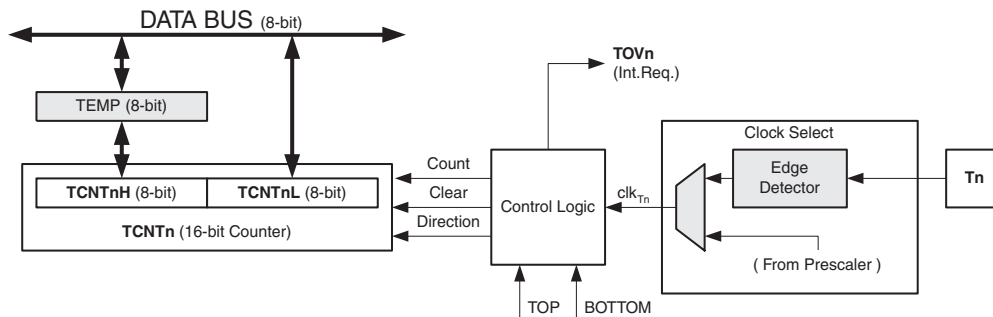 DATA BUS (8-bit)
TEMP (8-bit)
TCNTnH (8-bit)
TCNTnL (8-bit)
TCNTn (16-bit Counter)
Count
Clear
Direction
TOVn
(Int.Req.)
Control Logic
TOP
BOTTOM
clkTn
Clock Select
Edge
Detector
( From Prescaler )
Tn